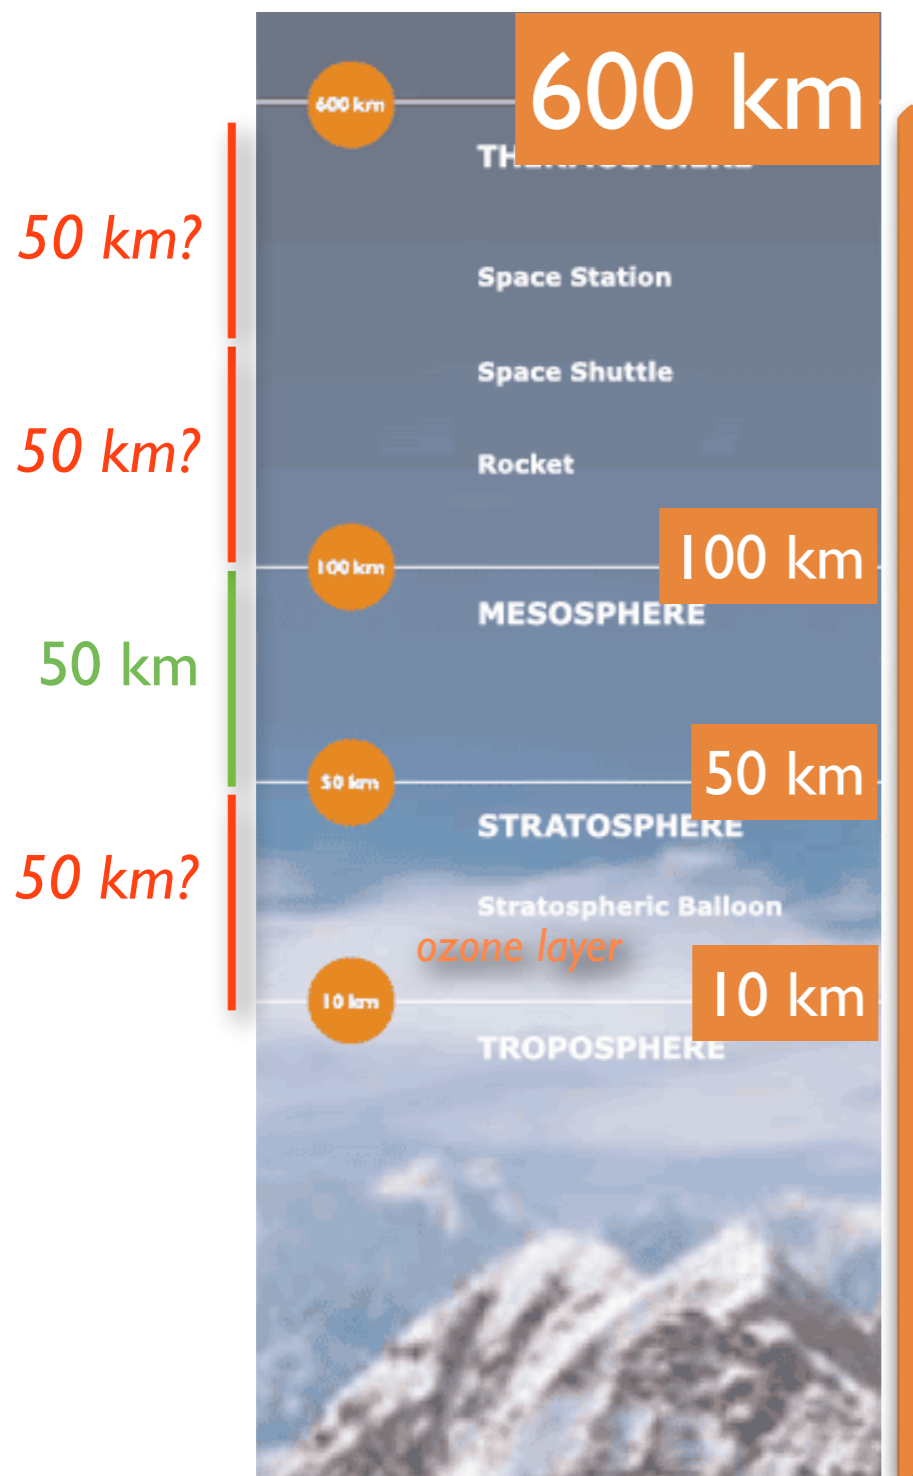 600 km
600 km
THERMOSPHERE
50 km?
Space Station
Space Shuttle
50 km?
Rocket
100 km
100 km
MESOSPHERE
50 km
50 km
50 km
STRATOSPHERE
50 km?
Stratospheric Balloon
ozone layer
10 km
10 km
TROPOSPHERE